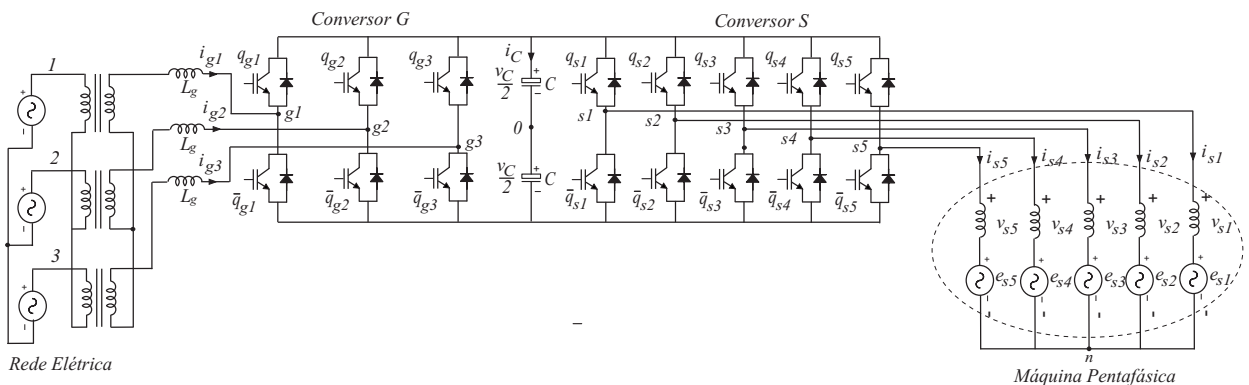 Conversor G
Conversor S
1
i_g1
L_g
q_g1
q_g2
q_g3
i_C
v_C/2
+
−
C
q_s1
q_s2
q_s3
q_s4
q_s5
i_g2
L_g
g1
g2
g3
0
s1
s2
s3
s4
s5
2
i_g3
L_g
q̅_g1
q̅_g2
q̅_g3
v_C/2
+
−
C
q̅_s1
q̅_s2
q̅_s3
q̅_s4
q̅_s5
i_s5
i_s4
i_s3
i_s2
i_s1
3
+ + + + +
v_s5
v_s4
v_s3
v_s2
v_s1
e_s5
e_s4
e_s3
e_s2
e_s1
−
n
Rede Elétrica
Máquina Pentafásica